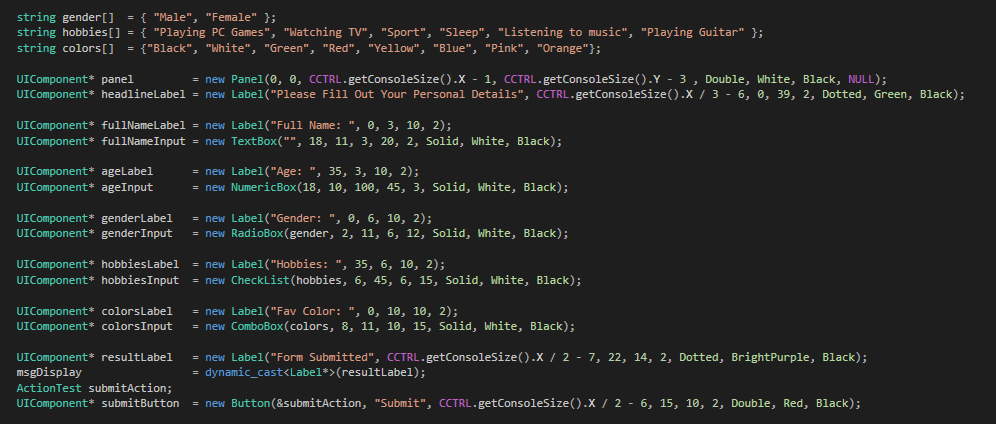 string gender[]  = { "Male", "Female" };
string hobbies[] = { "Playing PC Games", "Watching TV", "Sport", "Sleep", "Listening to music", "Playing Guitar" };
string colors[]  = {"Black", "White", "Green", "Red", "Yellow", "Blue", "Pink", "Orange"};
UIComponent* panel         = new Panel(0, 0, CCTRL.getConsoleSize().X - 1, CCTRL.getConsoleSize().Y - 3 , Double, White, Black, NULL);
UIComponent* headlineLabel = new Label("Please Fill Out Your Personal Details", CCTRL.getConsoleSize().X / 3 - 6, 0, 39, 2, Dotted, Green, Black);
UIComponent* fullNameLabel = new Label("Full Name: ", 0, 3, 10, 2);
UIComponent* fullNameInput = new TextBox("", 18, 11, 3, 20, 2, Solid, White, Black);
UIComponent* ageLabel      = new Label("Age: ", 35, 3, 10, 2);
UIComponent* ageInput      = new NumericBox(18, 10, 100, 45, 3, Solid, White, Black);
UIComponent* genderLabel   = new Label("Gender: ", 0, 6, 10, 2);
UIComponent* genderInput   = new RadioBox(gender, 2, 11, 6, 12, Solid, White, Black);
UIComponent* hobbiesLabel  = new Label("Hobbies: ", 35, 6, 10, 2);
UIComponent* hobbiesInput  = new CheckList(hobbies, 6, 45, 6, 15, Solid, White, Black);
UIComponent* colorsLabel   = new Label("Fav Color: ", 0, 10, 10, 2);
UIComponent* colorsInput   = new ComboBox(colors, 8, 11, 10, 15, Solid, White, Black);
UIComponent* resultLabel   = new Label("Form Submitted", CCTRL.getConsoleSize().X / 2 - 7, 22, 14, 2, Dotted, BrightPurple, Black);
msgDisplay                 = dynamic_cast<Label*>(resultLabel);
ActionTest submitAction;
UIComponent* submitButton  = new Button(&submitAction, "Submit", CCTRL.getConsoleSize().X / 2 - 6, 15, 10, 2, Double, Red, Black);